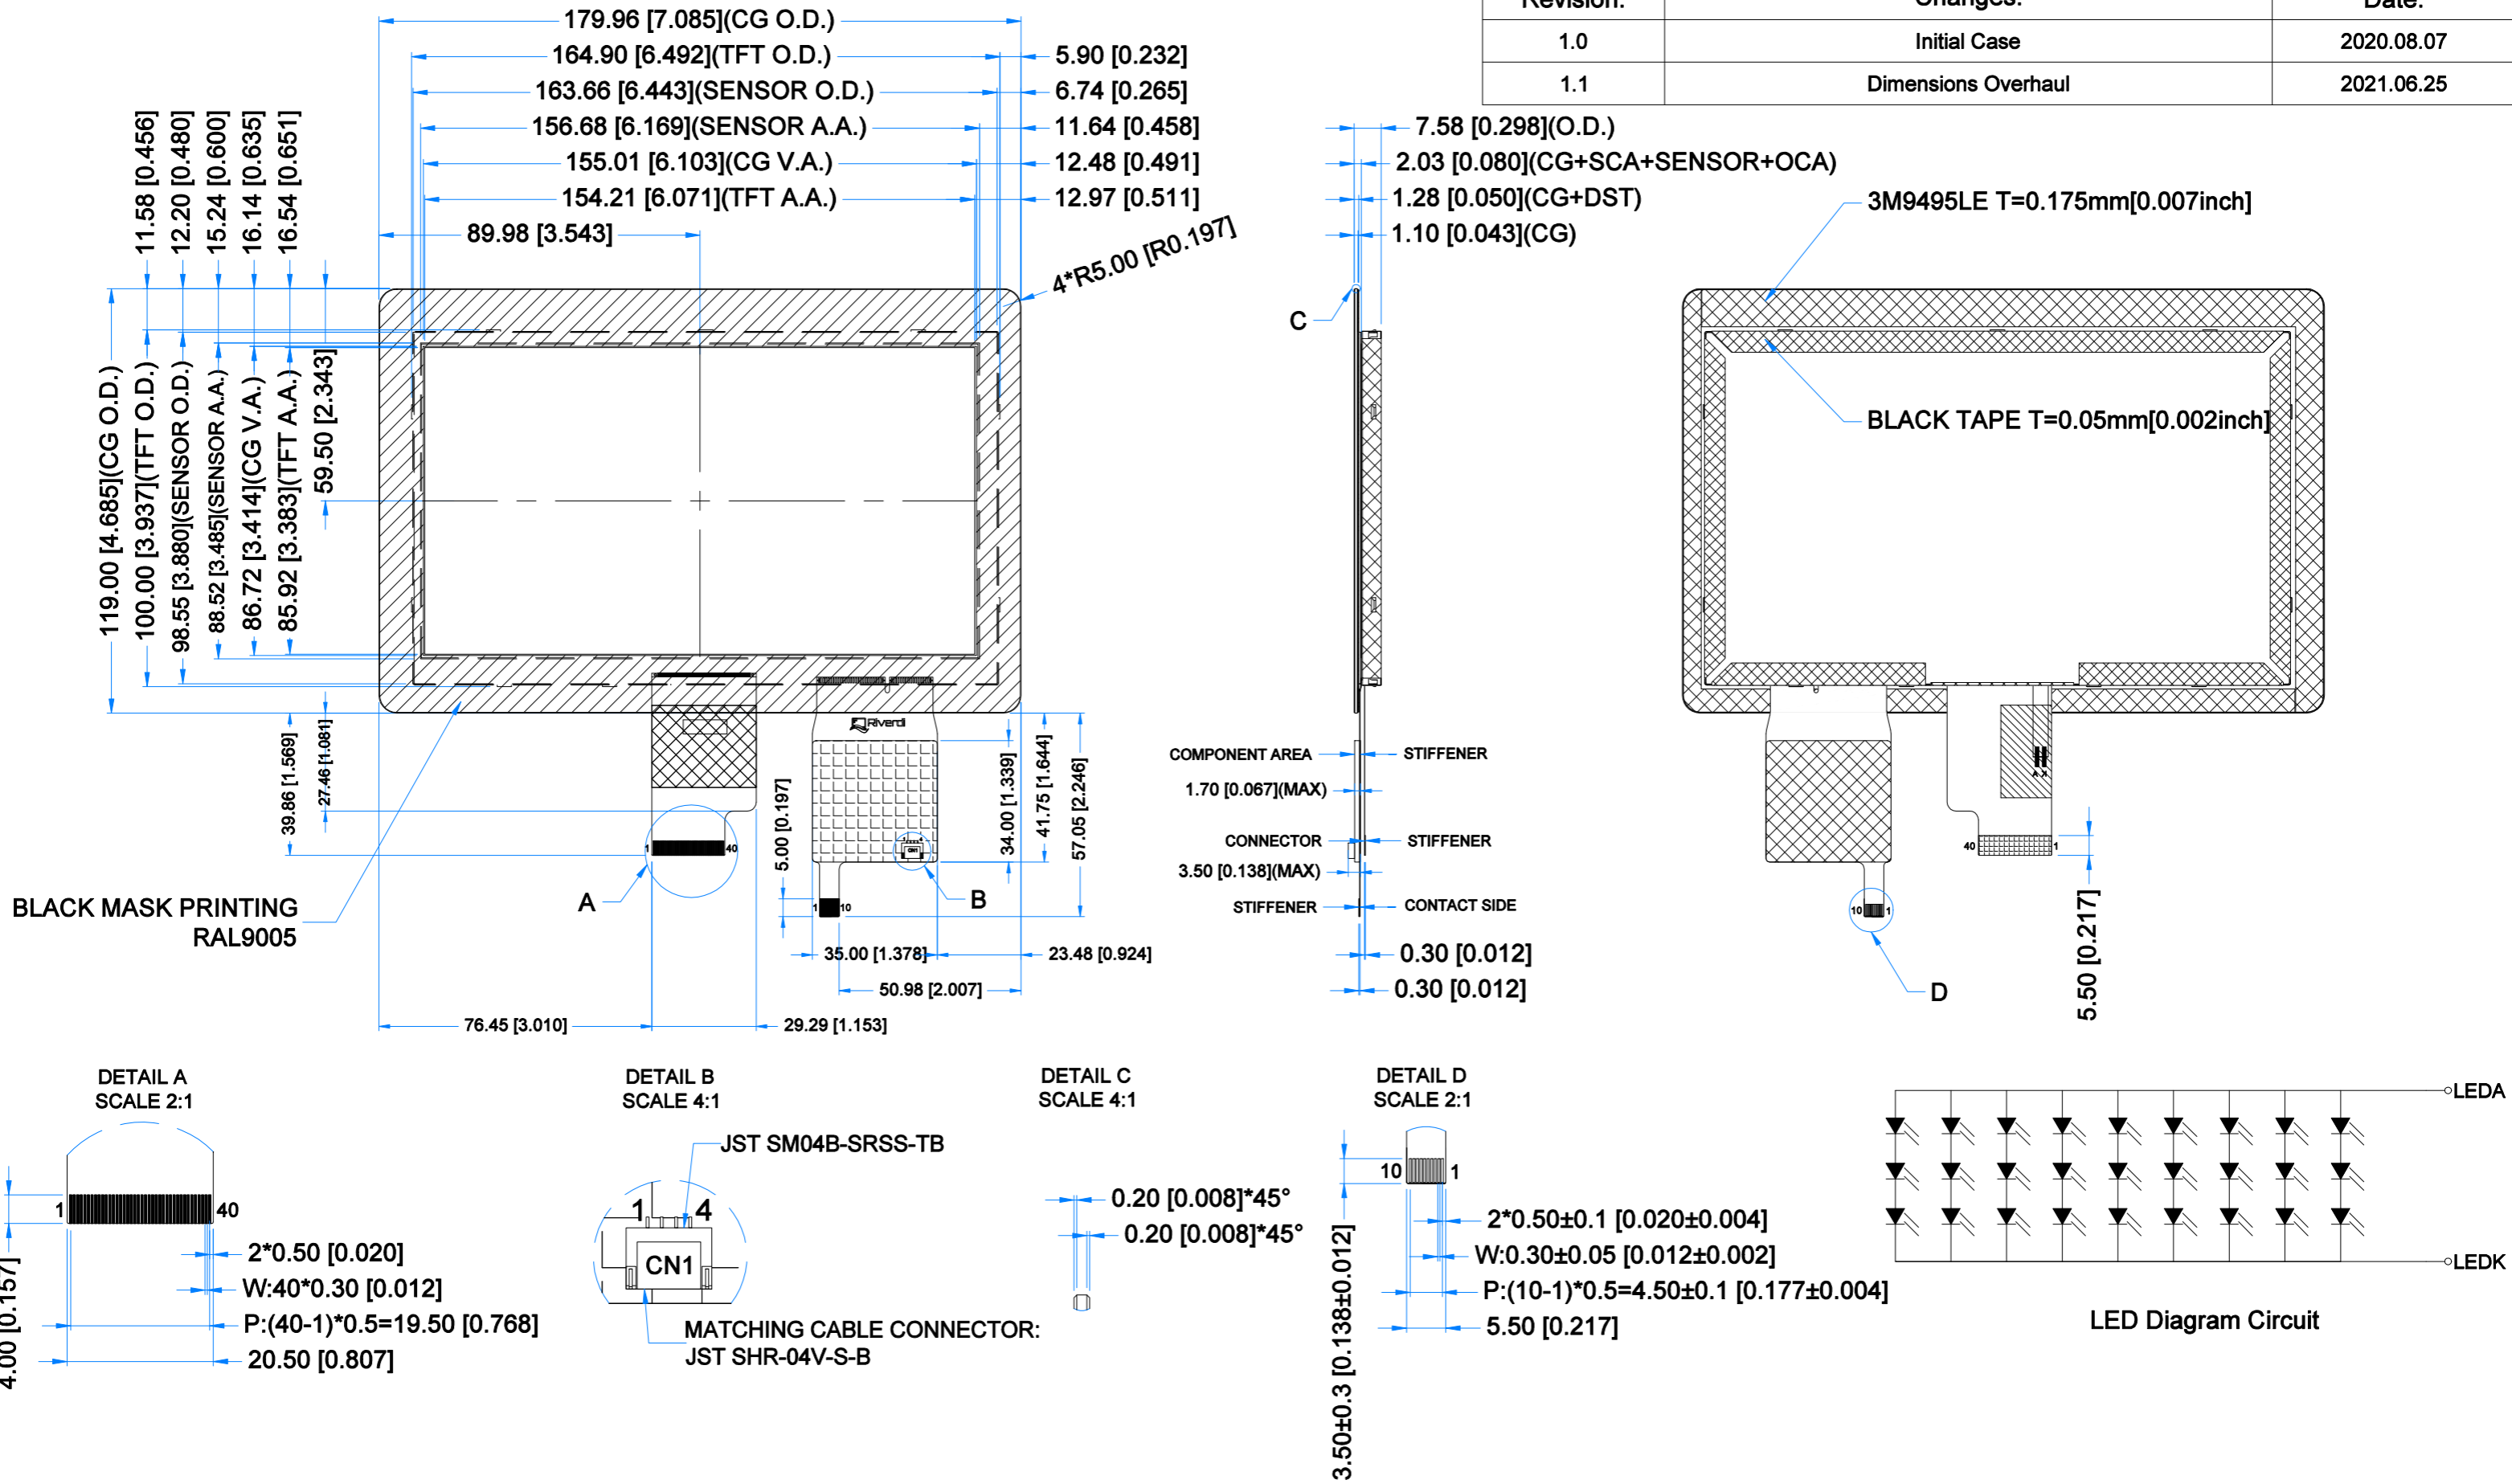 Revision: Changes: Date:
1.0 Initial Case 2020.08.07
1.1 Dimensions Overhaul 2021.06.25
179.96 [7.085](CG O.D.)
164.90 [6.492](TFT O.D.)
5.90 [0.232]
163.66 [6.443](SENSOR O.D.)
6.74 [0.265]
156.68 [6.169](SENSOR A.A.)
11.64 [0.458]
155.01 [6.103](CG V.A.)
12.48 [0.491]
154.21 [6.071](TFT A.A.)
12.97 [0.511]
89.98 [3.543]
4*R5.00 [R0.197]
11.58 [0.456]
12.20 [0.480]
15.24 [0.600]
16.14 [0.635]
16.54 [0.651]
119.00 [4.685](CG O.D.)
100.00 [3.937](TFT O.D.)
98.55 [3.880](SENSOR O.D.)
88.52 [3.485](SENSOR A.A.)
86.72 [3.414](CG V.A.)
85.92 [3.383](TFT A.A.)
59.50 [2.343]
39.86 [1.569]
27.46 [1.081]
Riverdi
1 40
A
CN1
1 4
B
1 10
5.00 [0.197]
34.00 [1.339]
41.75 [1.644]
57.05 [2.246]
35.00 [1.378]
23.48 [0.924]
50.98 [2.007]
76.45 [3.010]
29.29 [1.153]
BLACK MASK PRINTING
RAL9005
7.58 [0.298](O.D.)
2.03 [0.080](CG+SCA+SENSOR+OCA)
1.28 [0.050](CG+DST)
1.10 [0.043](CG)
C
COMPONENT AREA STIFFENER
1.70 [0.067](MAX)
CONNECTOR STIFFENER
3.50 [0.138](MAX)
STIFFENER CONTACT SIDE
0.30 [0.012]
0.30 [0.012]
3M9495LE T=0.175mm[0.007inch]
BLACK TAPE T=0.05mm[0.002inch]
A K
40 1
10 1
D
5.50 [0.217]
DETAIL A
SCALE 2:1
1 40
4.00 [0.157]
2*0.50 [0.020]
W:40*0.30 [0.012]
P:(40-1)*0.5=19.50 [0.768]
20.50 [0.807]
DETAIL B
SCALE 4:1
JST SM04B-SRSS-TB
1 4
CN1
MATCHING CABLE CONNECTOR:
JST SHR-04V-S-B
DETAIL C
SCALE 4:1
0.20 [0.008]*45°
0.20 [0.008]*45°
DETAIL D
SCALE 2:1
10 1
3.50±0.3 [0.138±0.012]
2*0.50±0.1 [0.020±0.004]
W:0.30±0.05 [0.012±0.002]
P:(10-1)*0.5=4.50±0.1 [0.177±0.004]
5.50 [0.217]
LEDA
LEDK
LED Diagram Circuit